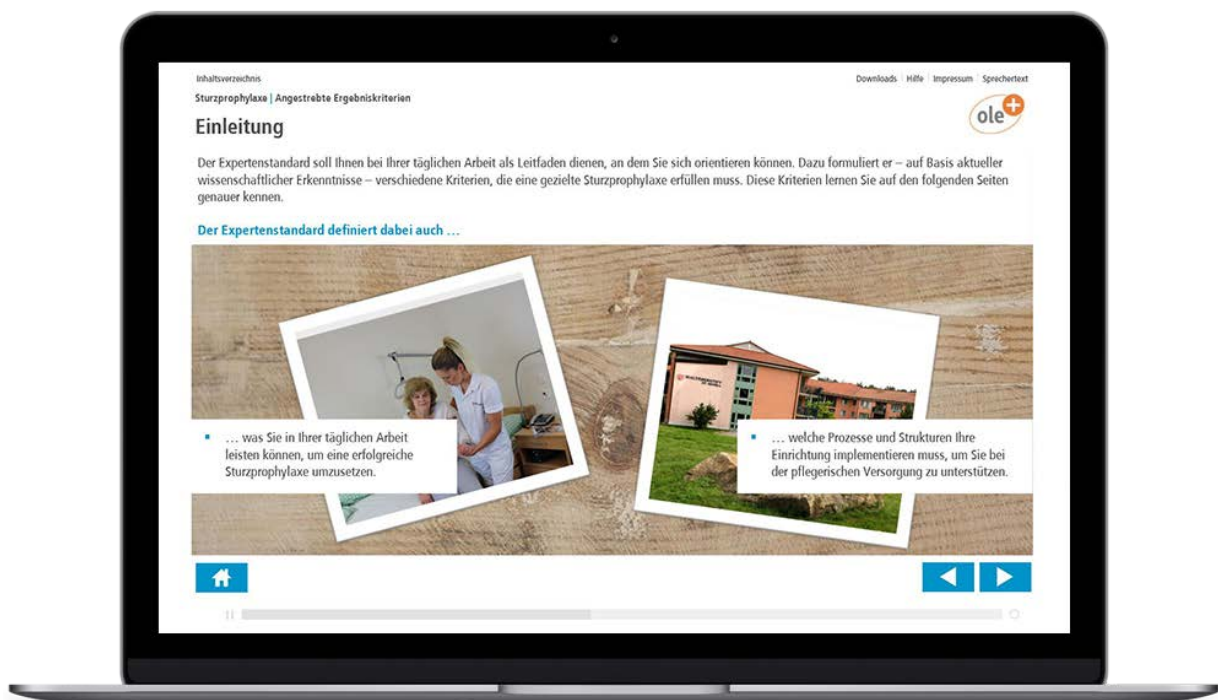 Inhaltsverzeichnis
Downloads | Hilfe | Impressum | Sprechertext
Sturzprophylaxe | Angestrebte Ergebniskriterien
ole+
Einleitung
Der Expertenstandard soll Ihnen bei Ihrer täglichen Arbeit als Leitfaden dienen, an dem Sie sich orientieren können. Dazu formuliert er – auf Basis aktueller
wissenschaftlicher Erkenntnisse – verschiedene Kriterien, die eine gezielte Sturzprophylaxe erfüllen muss. Diese Kriterien lernen Sie auf den folgenden Seiten
genauer kennen.
Der Expertenstandard definiert dabei auch …
… was Sie in Ihrer täglichen Arbeit
leisten können, um eine erfolgreiche
Sturzprophylaxe umzusetzen.
… welche Prozesse und Strukturen Ihre
Einrichtung implementieren muss, um Sie bei
der pflegerischen Versorgung zu unterstützen.